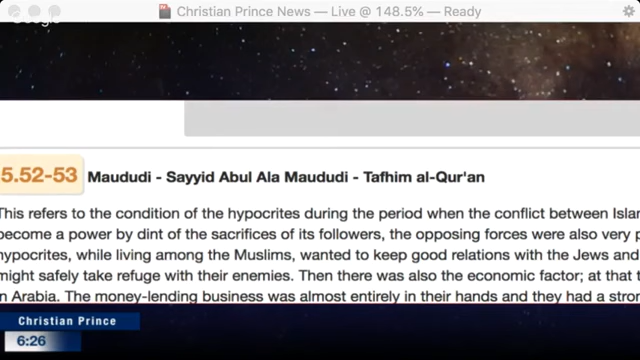 Christian Prince News — Live @ 148.5% — Ready
Google
5.52-53 Maududi - Sayyid Abul Ala Maududi - Tafhim al-Qur'an
This refers to the condition of the hypocrites during the period when the conflict between
become a power by dint of the sacrifices of its followers, the opposing forces were also very
hypocrites, while living among the Muslims, wanted to keep good relations with the Jews and
might safely take refuge with their enemies. Then there was also the economic factor; at that
in Arabia. The money-lending business was almost entirely in their hands and they had a
Christian Prince
6:26